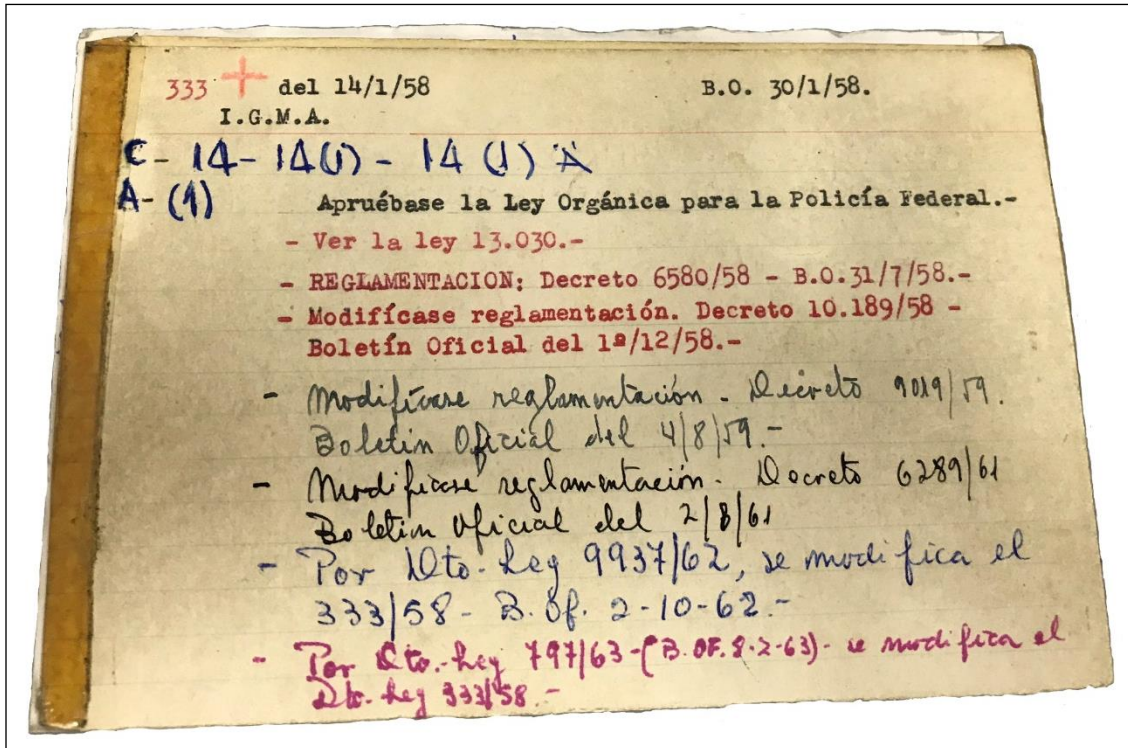 333 + del 14/1/58 B.O. 30/1/58.
I.G.M.A.
C- 14- 14(1) - 14 (1) A
A- (1) Apruébase la Ley Orgánica para la Policía Federal.-
- Ver la ley 13.030.-
- REGLAMENTACION: Decreto 6580/58 - B.O.31/7/58.-
- Modifícase reglamentación. Decreto 10.189/58 -
Boletín Oficial del 1º/12/58.-
- Modifícase reglamentación - Decreto 9019/59.
Boletin Oficial del 4/8/59.-
- Modificase reglamentación - Decreto 6289/61
Boletin Oficial del 2/8/61
- Por Dto-Ley 9937/62, se modifica el
333/58 - B. Of. 2-10-62.-
- Por Dto.-Ley 797/63-(B. OF. 8-2-63)- se modifica el
Dto. Ley 333/58.-